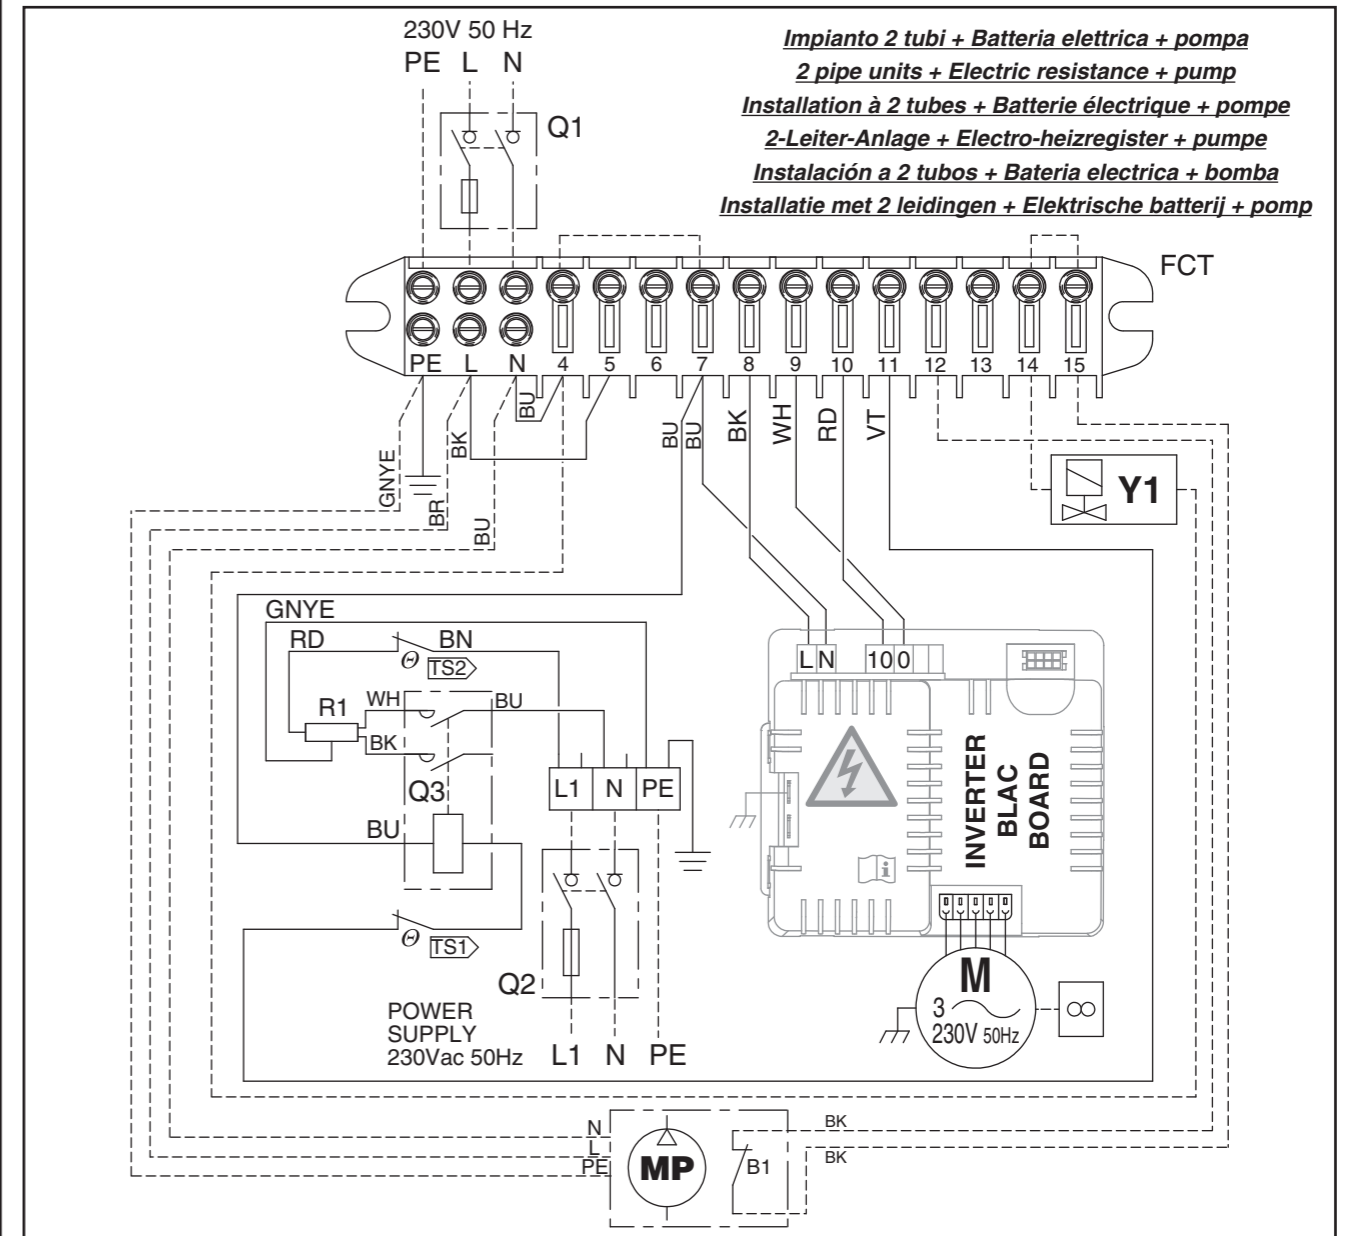 230V 50 Hz
PE L N
Q1
Impianto 2 tubi + Batteria elettrica + pompa
2 pipe units + Electric resistance + pump
Installation à 2 tubes + Batterie électrique + pompe
2-Leiter-Anlage + Electro-heizregister + pumpe
Instalación a 2 tubos + Bateria electrica + bomba
Installatie met 2 leidingen + Elektrische batterij + pomp
FCT
PE L N 4 5 6 7 8 9 10 11 12 13 14 15
GNYE
BR
BK
BU
BU
BU
BU
BK
WH
RD
VT
Y1
GNYE
RD
BN
TS2
R1
WH
BU
BK
Q3
BU
L1 N PE
TS1
Q2
POWER
SUPPLY
230Vac 50Hz
L1 N PE
L N
10 0
INVERTER
BLAC
BOARD
i
M
3
230V 50Hz
N
L
PE
MP
B1
BK
BK